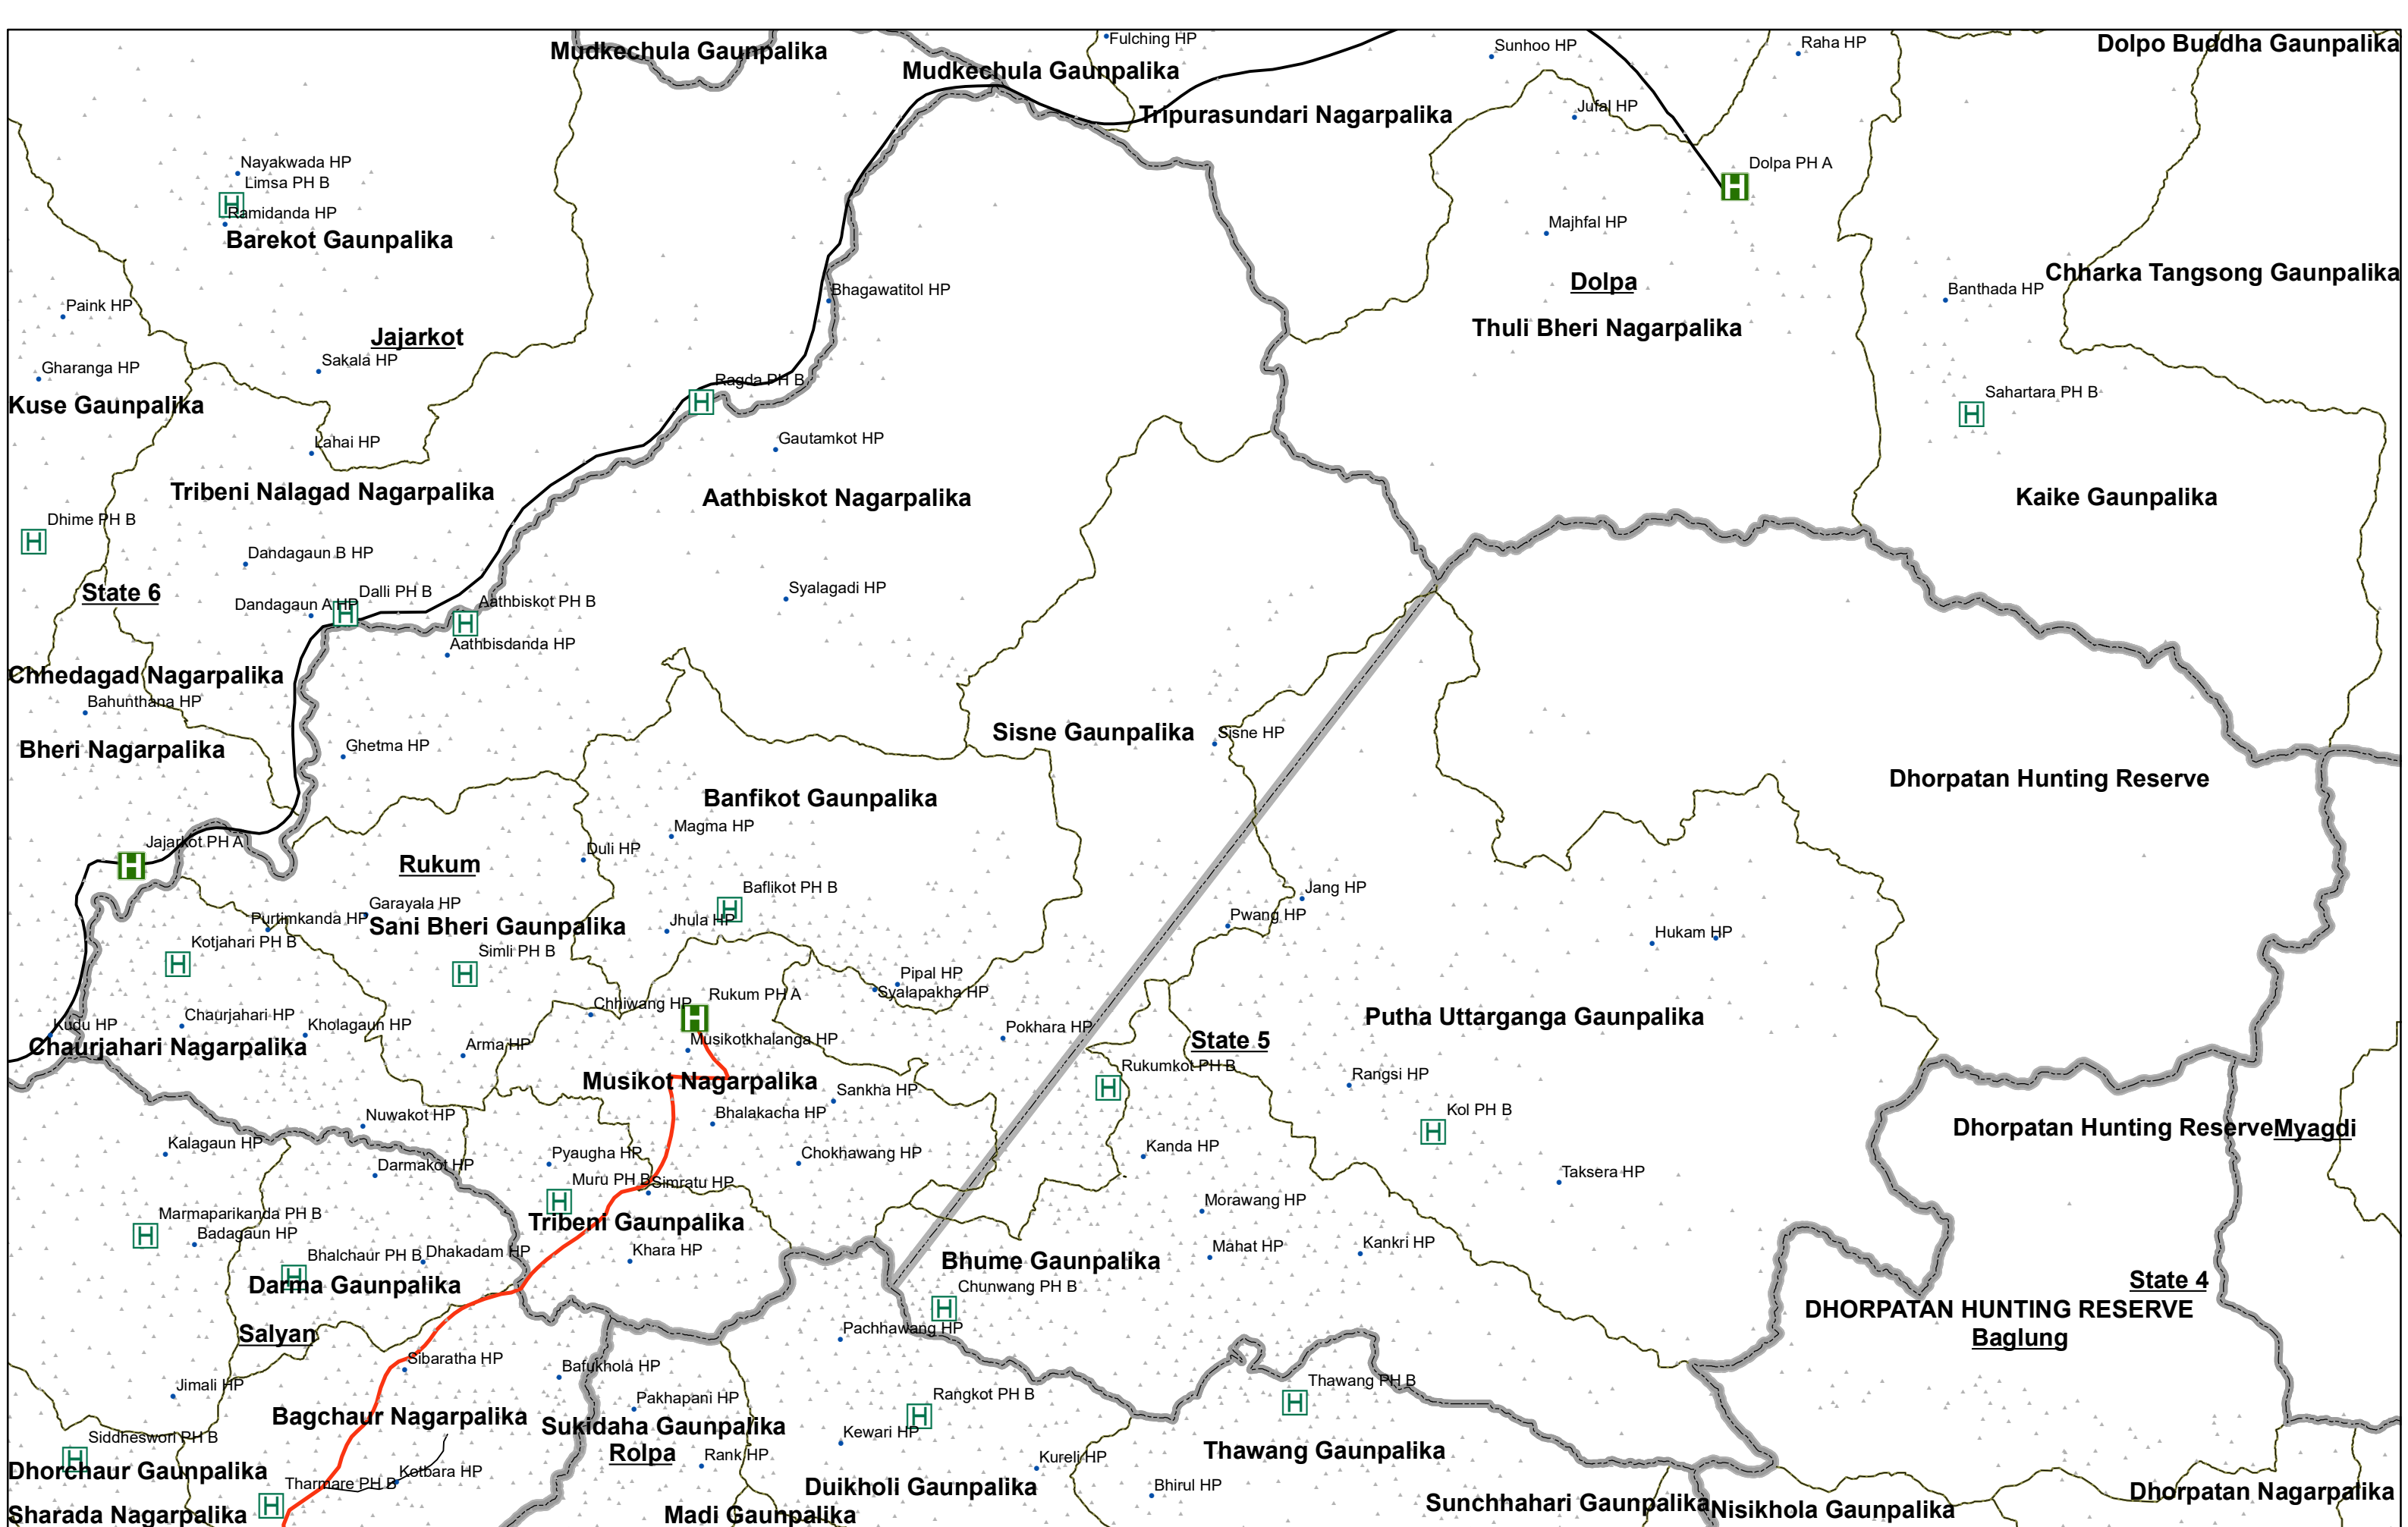 Fulching HP
Sunhoo HP
Raha HP
Dolpo Buddha Gaunpalika
Mudkechula Gaunpalika
Mudkechula Gaunpalika
Jufal HP
Tripurasundari Nagarpalika
Nayakwada HP
Dolpa PH A
Limsa PH B
Ramidanda HP
Majhfal HP
Barekot Gaunpalika
Chharka Tangsong Gaunpalika
Dolpa
Bhagawatitol HP
Banthada HP
Paink HP
Thuli Bheri Nagarpalika
Jajarkot
Sakala HP
Gharanga HP
Ragda PH B
Sahartara PH B
Kuse Gaunpalika
Lahai HP
Gautamkot HP
Tribeni Nalagad Nagarpalika
Aathbiskot Nagarpalika
Kaike Gaunpalika
Dhime PH B
Dandagaun B HP
State 6
Dalli PH B
Syalagadi HP
Dandagaun A HP
Aathbiskot PH B
Aathbisdanda HP
Chhedagad Nagarpalika
Bahunthana HP
Sisne Gaunpalika
Sisne HP
Bheri Nagarpalika
Ghetma HP
Dhorpatan Hunting Reserve
Banfikot Gaunpalika
Magma HP
Jajarkot PH A
Duli HP
Rukum
Baflikot PH B
Jang HP
Garayala HP
Purtimkanda HP
Sani Bheri Gaunpalika
Jhula HP
Pwang HP
Hukam HP
Kotjahari PH B
Simli PH B
Pipal HP
Syalapakha HP
Chhiwang HP
Rukum PH A
Chaurjahari HP
Putha Uttarganga Gaunpalika
Kudu HP
Kholagaun HP
Pokhara HP
Chaurjahari Nagarpalika
Arma HP
Musikotkhalanga HP
State 5
Rukumkot PH B
Musikot Nagarpalika
Rangsi HP
Sankha HP
Nuwakot HP
Bhalakacha HP
Kol PH B
Dhorpatan Hunting Reserve
Myagdi
Kalagaun HP
Pyaugha HP
Chokhawang HP
Kanda HP
Darmakot HP
Muru PH B
Simratu HP
Taksera HP
Morawang HP
Marmaparikanda PH B
Badagaun HP
Tribeni Gaunpalika
Bhalchaur PH B
Dhakadam HP
Khara HP
Mahat HP
Kankri HP
Bhume Gaunpalika
Darma Gaunpalika
Chunwang PH B
State 4
DHORPATAN HUNTING RESERVE
Baglung
Salyan
Pachhawang HP
Sibaratha HP
Bafukhola HP
Jimali HP
Pakhapani HP
Rangkot PH B
Thawang PH B
Bagchaur Nagarpalika
Sukidaha Gaunpalika
Rolpa
Siddheswori PH B
Kewari HP
Rank HP
Kureli HP
Thawang Gaunpalika
Dhorchaur Gaunpalika
Kotbara HP
Tharmare PH B
Duikholi Gaunpalika
Bhirul HP
Dhorpatan Nagarpalika
Sharada Nagarpalika
Madi Gaunpalika
Sunchhahari Gaunpalika
Nisikhola Gaunpalika